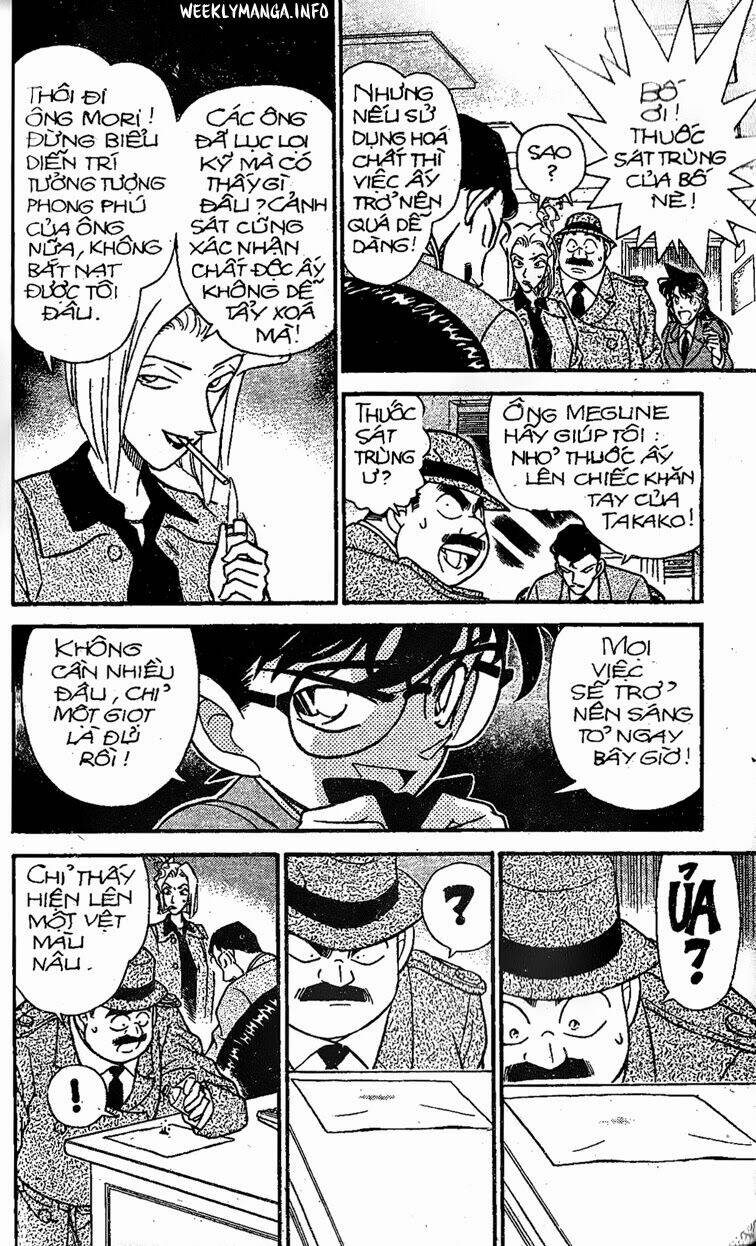 WEEKLYMANGA.INFO
THÔI ĐI
ÔNG MORI!
ĐỪNG BIỂU
DIỄN TRÍ
TƯỞNG TƯỢNG
PHONG PHÚ
CỦA ÔNG
NỮA, KHÔNG
BẮT NẠT
ĐƯỢC TÔI
ĐÂU.
CÁC ÔNG
ĐÃ LỤC LỌI
KỸ MÀ CÓ
THẤY GÌ
ĐÂU? CẢNH
SÁT CŨNG
XÁC NHẬN
CHẤT ĐỘC ẤY
KHÔNG DỄ
TẨY XOÁ
MÀ!
NHƯNG
NẾU SỬ
DỤNG HOÁ
CHẤT THÌ
VIỆC ẤY
TRỞ NÊN
QUÁ DỄ
DÀNG!
SAO
?
BỐ
ƠI!
THUỐC
SÁT TRÙNG
CỦA BỐ
NÈ!
THUỐC
SÁT
TRÙNG
Ư?
ÔNG MEGURE
HÃY GIÚP TÔI:
NHỎ THUỐC ẤY
LÊN CHIẾC KHĂN
TAY CỦA
TAKAKO!
KHÔNG
CẦN NHIỀU
ĐÂU, CHỈ
MỘT GIỌT
LÀ ĐỦ
RỒI!
MỌI
VIỆC
SẼ TRỞ
NÊN SÁNG
TỎ NGAY
BÂY GIỜ!
CHỈ THẤY
HIỆN LÊN
MỘT VỆT
MÀU
NÂU.
!
?
ỦA
?